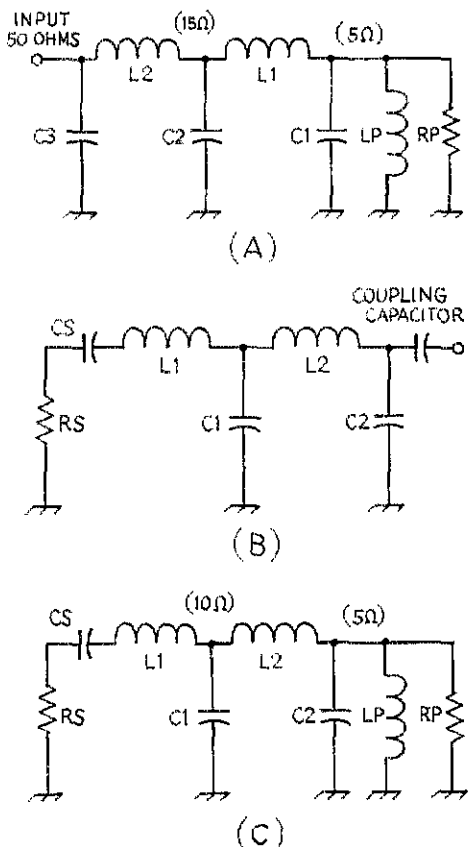 INPUT
50 OHMS
(15Ω)
(5Ω)
L2
L1
C3
C2
C1
LP
RP
(A)
COUPLING
CAPACITOR
CS
L1
L2
RS
C1
C2
(B)
(10Ω)
(5Ω)
CS
L1
L2
RS
C1
C2
LP
RP
(C)